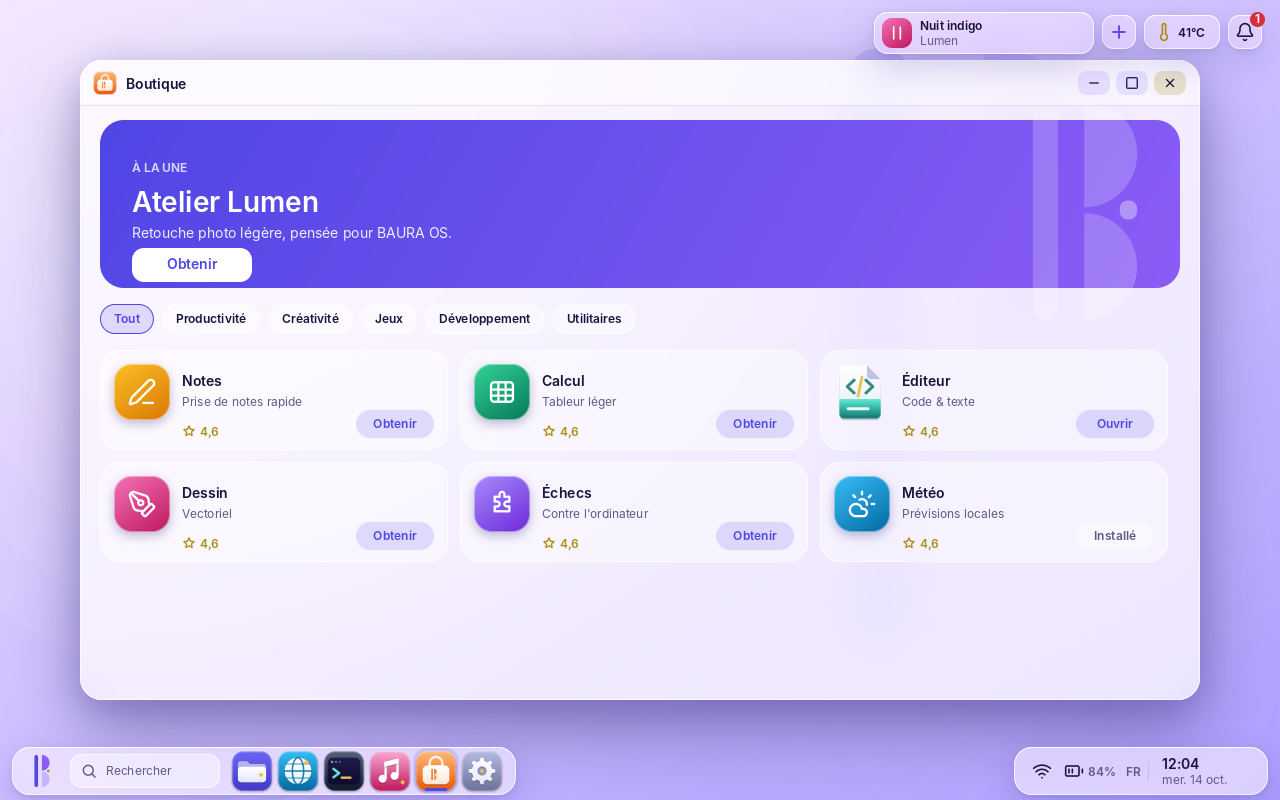 Nuit indigo
Lumen
41°C
1
Boutique
À LA UNE
Atelier Lumen
Retouche photo légère, pensée pour BAURA OS.
Obtenir
Tout
Productivité
Créativité
Jeux
Développement
Utilitaires
Notes
Prise de notes rapide
4,6
Obtenir
Calcul
Tableur léger
4,6
Obtenir
Éditeur
Code & texte
4,6
Ouvrir
Dessin
Vectoriel
4,6
Obtenir
Échecs
Contre l'ordinateur
4,6
Obtenir
Météo
Prévisions locales
4,6
Installé
Rechercher
84%
FR
12:04
mer. 14 oct.